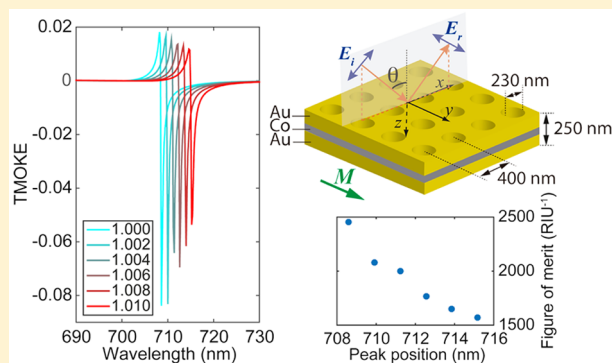 0.02
0
-0.02
-0.04
-0.06
-0.08
TMOKE
1.000
1.002
1.004
1.006
1.008
1.010
690
700
710
720
730
Wavelength (nm)
E_i
E_r
θ
x
y
z
230 nm
Au
Co
Au
250 nm
400 nm
M
2500
2000
1500
Figure of merit (RIU⁻¹)
708
710
712
714
716
Peak position (nm)